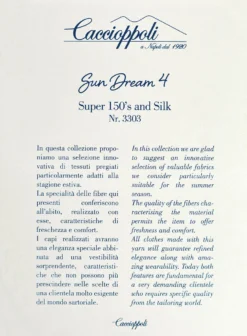 Caccioppoli
a Napoli dal 1920
Sun Dream 4
Super 150's and Silk
Nr. 3303
In questa collezione propo-
niamo una selezione inno-
vativa di tessuti pregiati
particolarmente adatti alla
stagione estiva.
La specialità delle fibre qui
presenti conferiscono
all'abito, realizzato con
esse, caratteristiche di
freschezza e comfort.
I capi realizzati avranno
una eleganza speciale abbi-
nata ad una vestibilità
sorprendente, caratteristi-
che che non possono più
prescindere nelle scelte di
una clientela molto esigente
del mondo sartoriale.
In this collection we are glad
to suggest an innovative
selection of valuable fabrics
we consider particularly
suitable for the summer
season.
The quality of the fibers cha-
racterising the material
permits the item to offer
freshness and comfort.
All clothes made with this
yarn will guarantee refined
elegance along with ama-
zing wearability. Today both
features are fundamental for
a very demanding clientele
who requires specific quality
from the tailoring world.
Caccioppoli